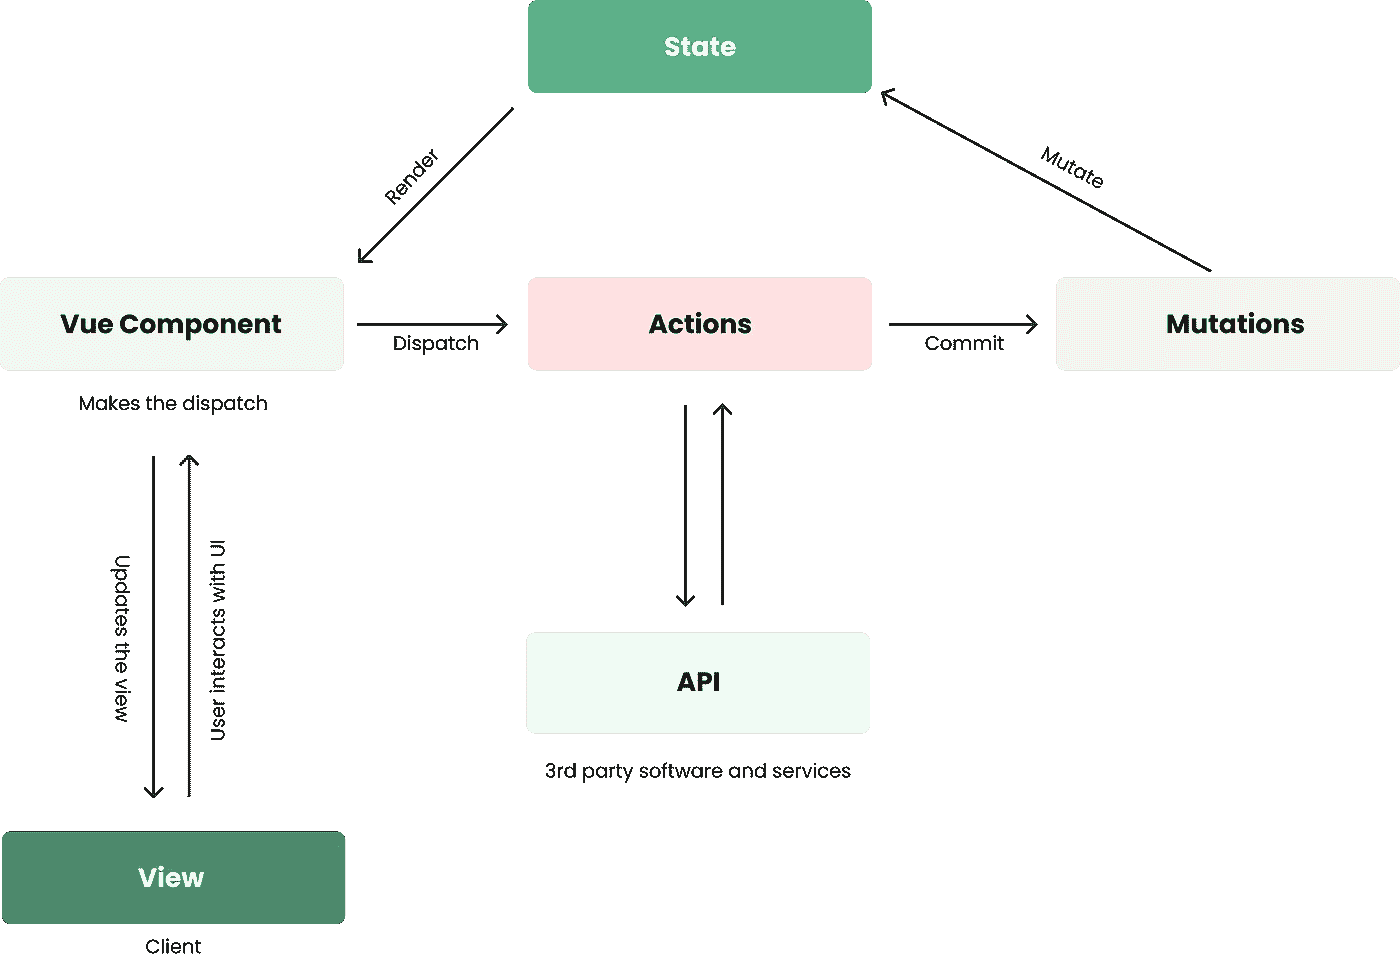 State
Render
Mutate
Vue Component
Dispatch
Actions
Commit
Mutations
Makes the dispatch
Updates the view
User interacts with UI
API
3rd party software and services
View
Client